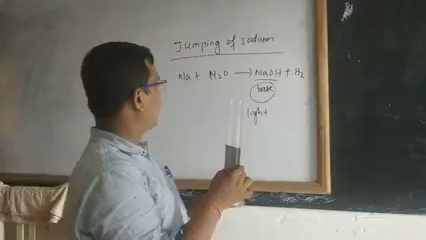 Jumping of sodium
Na + H2O → NaOH + H2
base
light